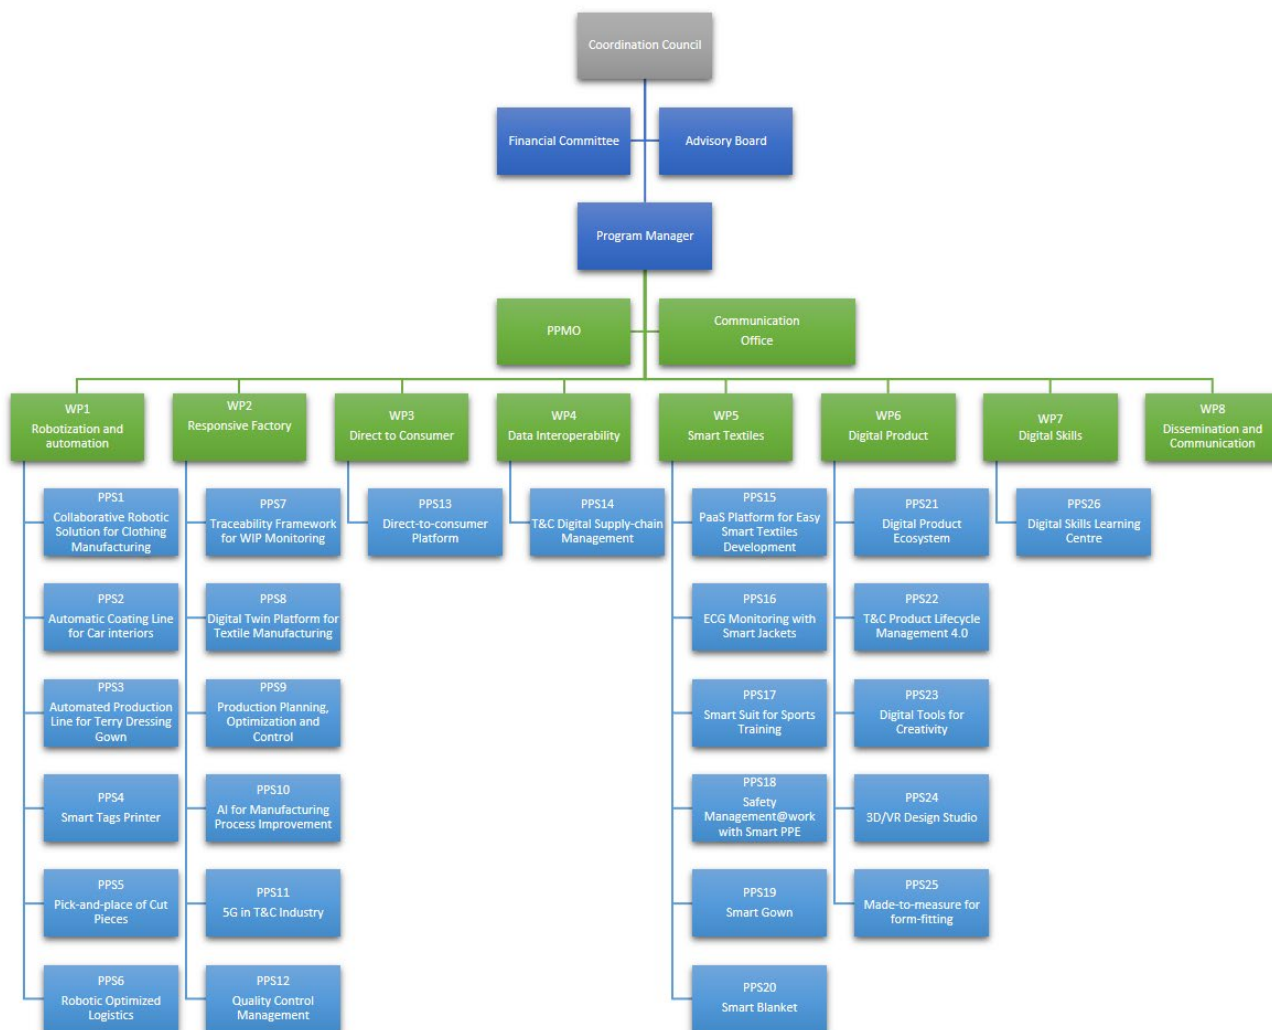 Coordination Council
Financial Committee
Advisory Board
Program Manager
PPMO
Communication
Office
WP1
Robotization and
automation
WP2
Responsive Factory
WP3
Direct to Consumer
WP4
Data Interoperability
WP5
Smart Textiles
WP6
Digital Product
WP7
Digital Skills
WP8
Dissemination and
Communication
PPS1
Collaborative Robotic
Solution for Clothing
Manufacturing
PPS2
Automatic Coating Line
for Car interiors
PPS3
Automated Production
Line for Terry Dressing
Gown
PPS4
Smart Tags Printer
PPS5
Pick-and-place of Cut
Pieces
PPS6
Robotic Optimized
Logistics
PPS7
Traceability Framework
for WIP Monitoring
PPS8
Digital Twin Platform for
Textile Manufacturing
PPS9
Production Planning,
Optimization and
Control
PPS10
AI for Manufacturing
Process Improvement
PPS11
5G in T&C Industry
PPS12
Quality Control
Management
PPS13
Direct-to-consumer
Platform
PPS14
T&C Digital Supply-chain
Management
PPS15
PaaS Platform for Easy
Smart Textiles
Development
PPS16
ECG Monitoring with
Smart Jackets
PPS17
Smart Suit for Sports
Training
PPS18
Safety
Management@work
with Smart PPE
PPS19
Smart Gown
PPS20
Smart Blanket
PPS21
Digital Product
Ecosystem
PPS22
T&C Product Lifecycle
Management 4.0
PPS23
Digital Tools for
Creativity
PPS24
3D/VR Design Studio
PPS25
Made-to-measure for
form-fitting
PPS26
Digital Skills Learning
Centre